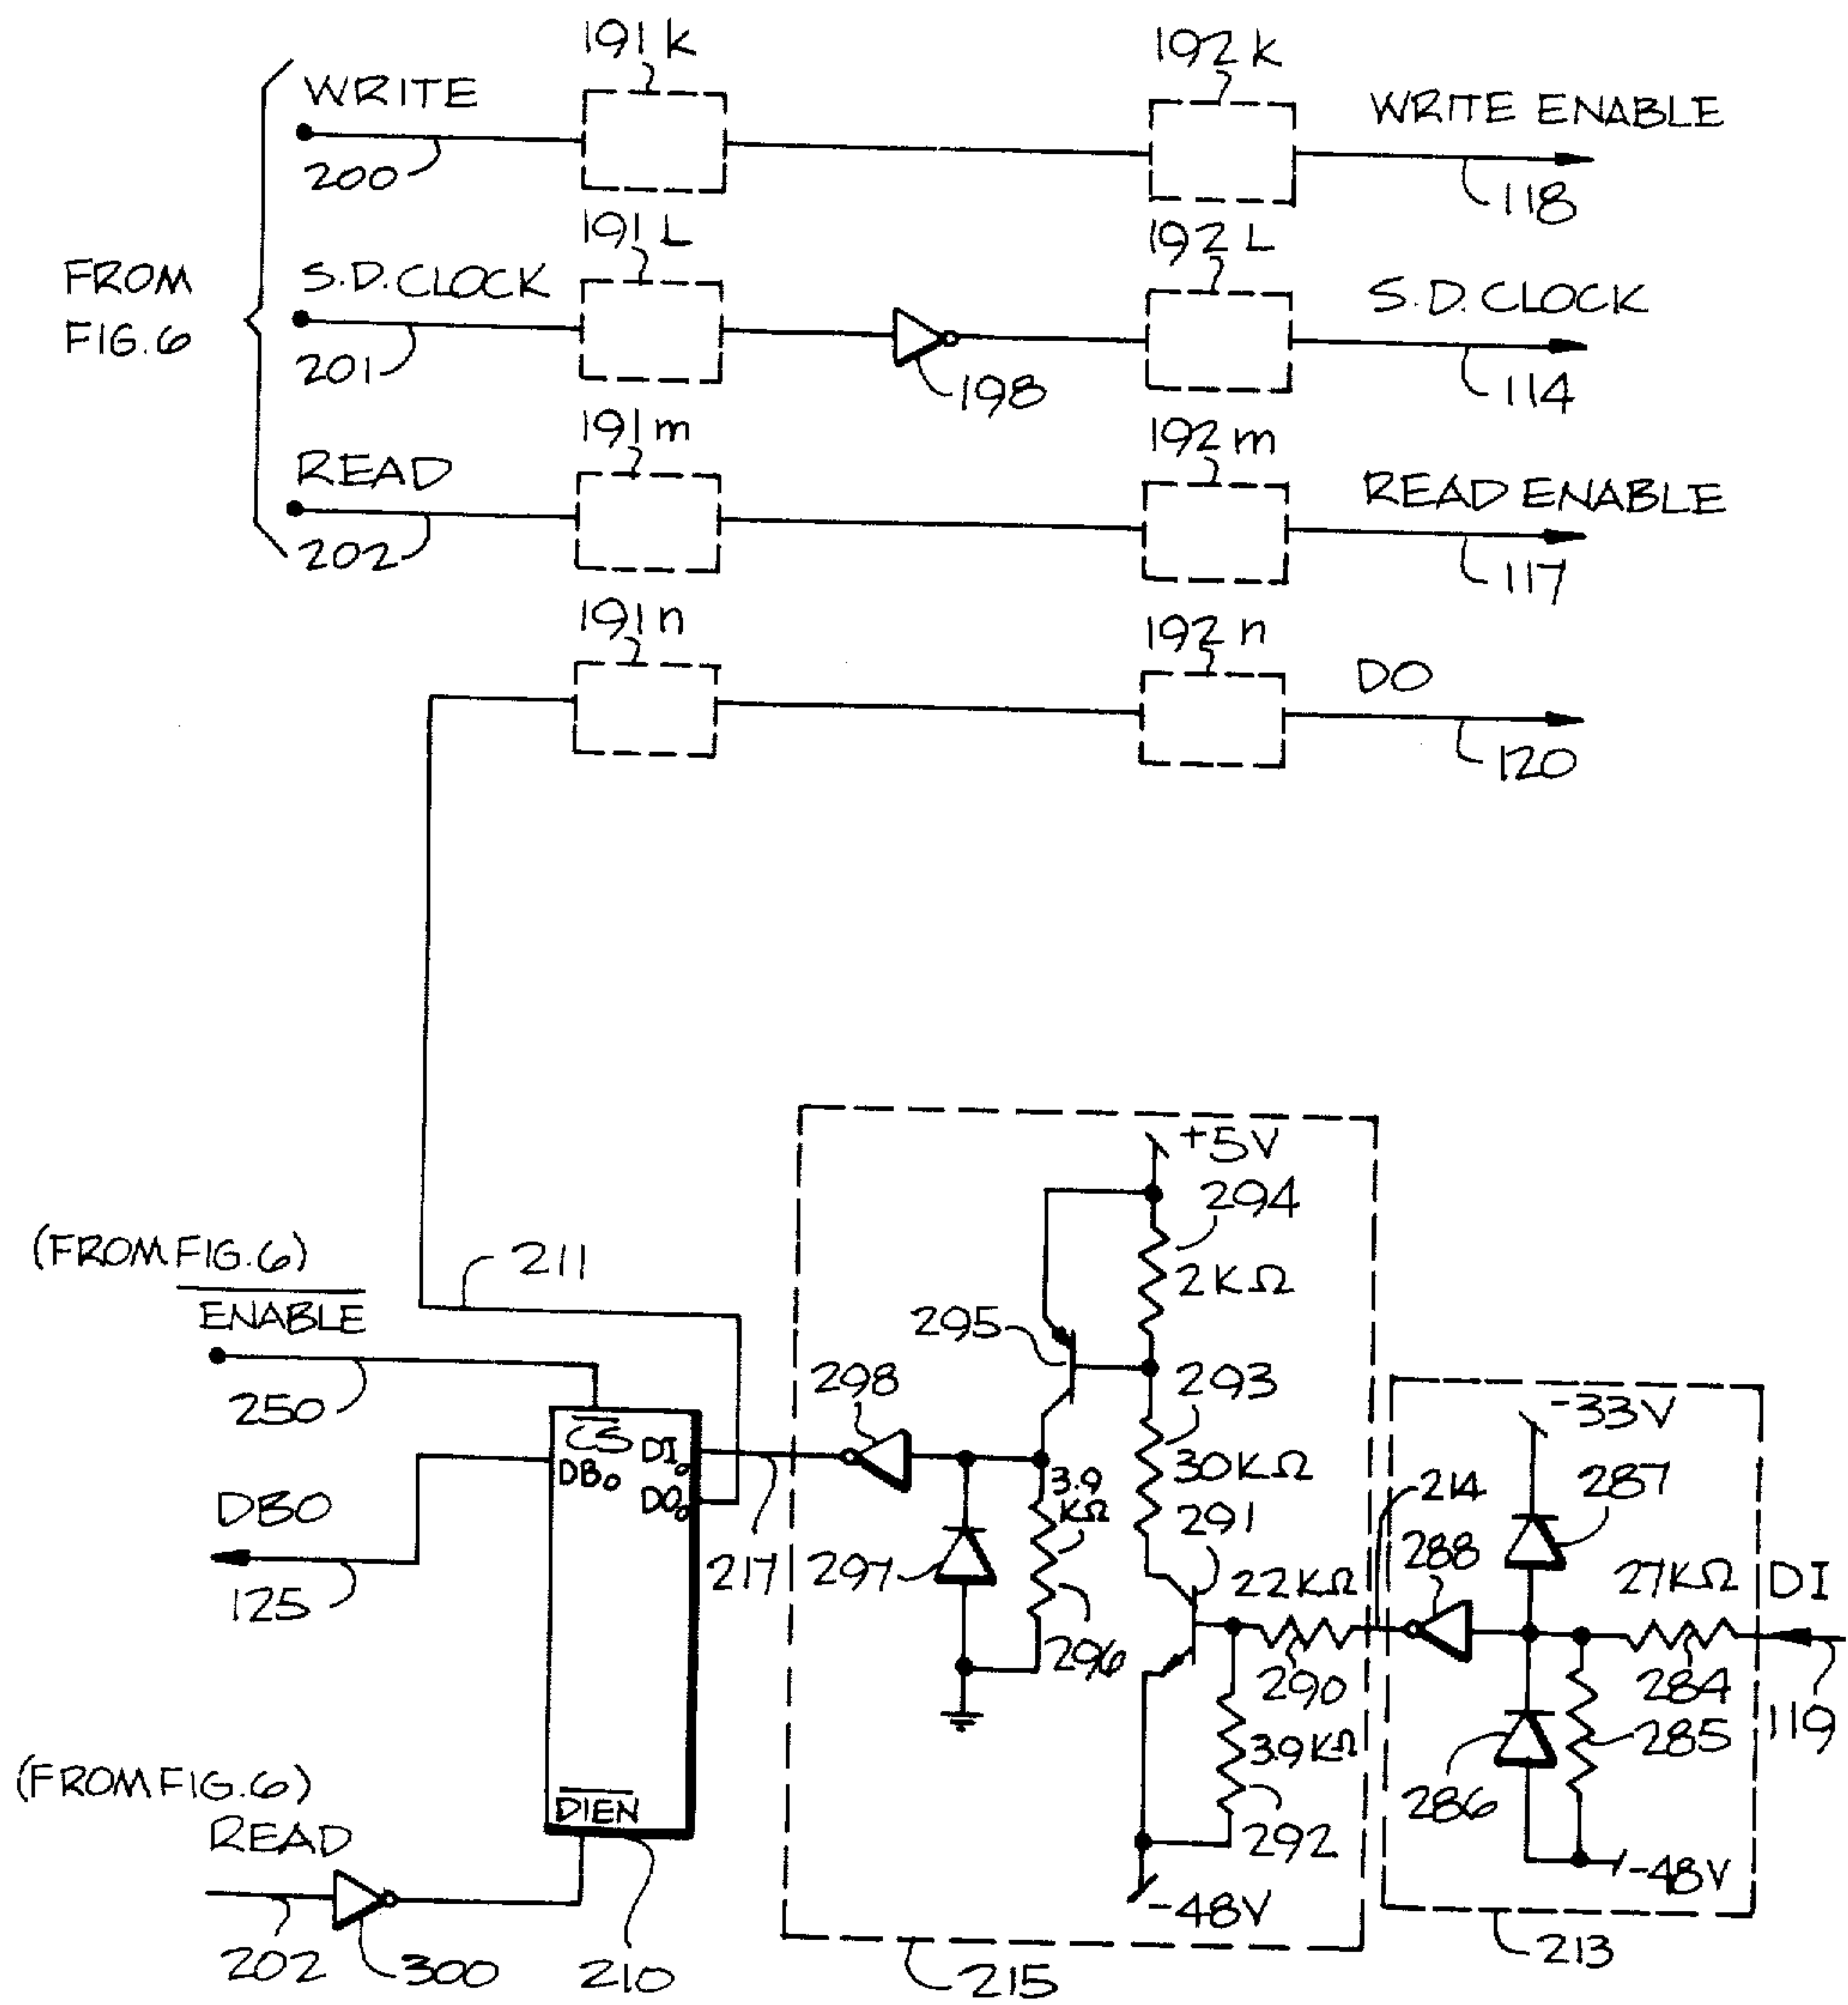 191k
192k
WRITE
WRITE ENABLE
200
118
191L
192L
FROM
FIG.6
S.D.CLOCK
S.D.CLOCK
201
198
114
191m
192m
READ
READ ENABLE
202
117
191n
192n
DO
120
+5V
294
(FROM FIG.6)
211
2KΩ
ENABLE
295
298
293
250
-33V
CS
DI0
DB0
DO0
3.9
KΩ
30KΩ
214
287
DBO
291
288
217
297
22KΩ
27KΩ
DI
125
296
290
284
119
39KΩ
285
286
(FROM FIG.6)
DIEN
292
READ
-48V
-48V
202
300
210
215
213